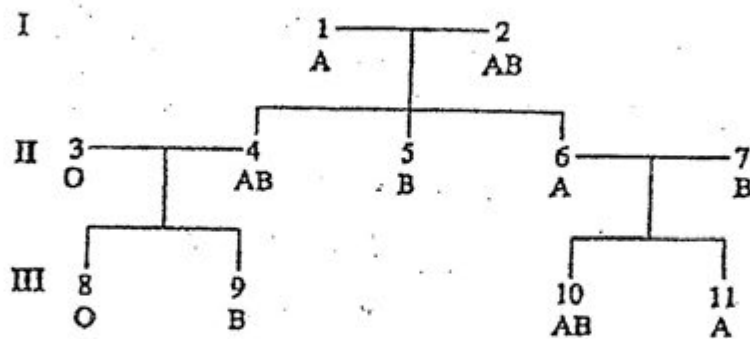 I 1 2
A AB
II 3 4 5 6 7
O AB B A B
III 8 9 10 11
O B AB A